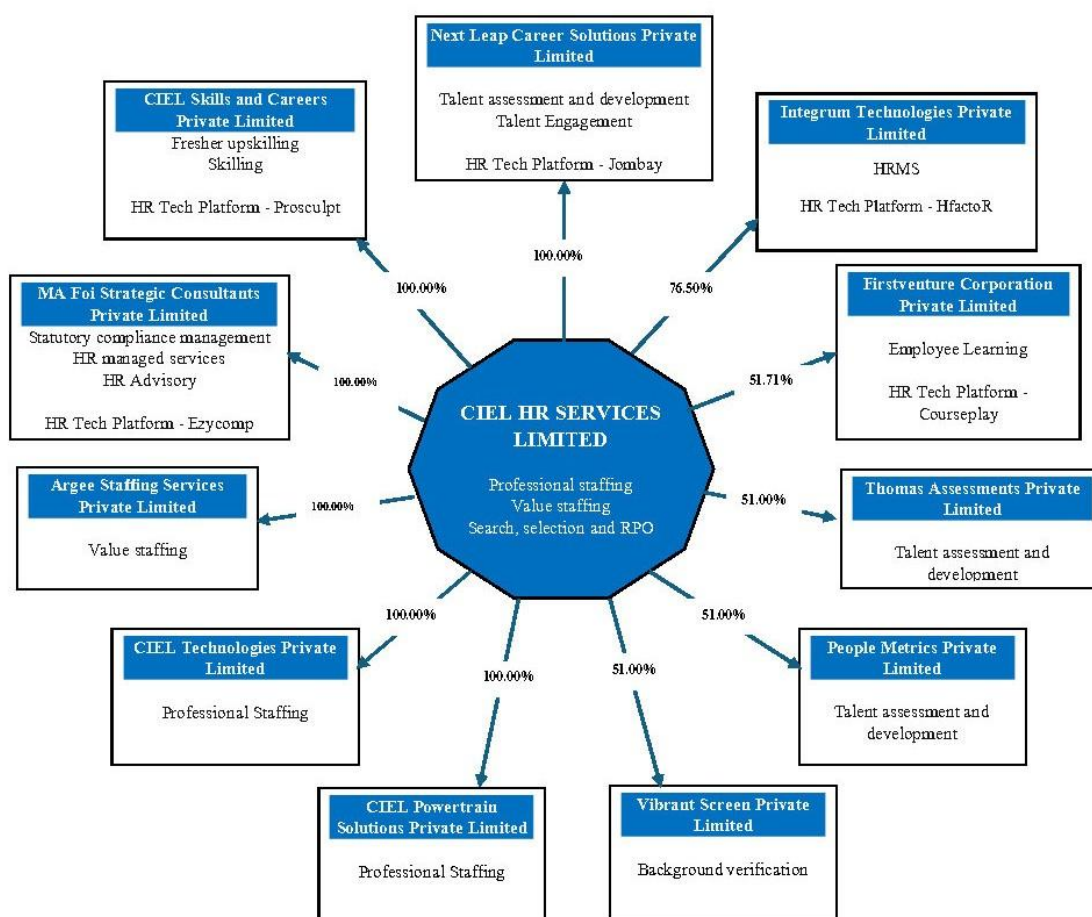 Next Leap Career Solutions Private
Limited
Talent assessment and development
Talent Engagement
HR Tech Platform - Jombay
CIEL Skills and Careers
Private Limited
Fresher upskilling
Skilling
HR Tech Platform - Prosculpt
Integrum Technologies Private
Limited
HRMS
HR Tech Platform - HfactoR
100.00%
100.00%
76.50%
MA Foi Strategic Consultants
Private Limited
Statutory compliance management
HR managed services
HR Advisory
HR Tech Platform - Ezycomp
100.00%
Firstventure Corporation
Private Limited
Employee Learning
HR Tech Platform -
Courseplay
51.71%
CIEL HR SERVICES
LIMITED
Professional staffing
Value staffing
Search, selection and RPO
Argee Staffing Services
Private Limited
Value staffing
100.00%
51.00%
Thomas Assessments Private
Limited
Talent assessment and
development
100.00%
51.00%
CIEL Technologies Private
Limited
Professional Staffing
100.00%
51.00%
People Metrics Private
Limited
Talent assessment and
development
CIEL Powertrain
Solutions Private Limited
Professional Staffing
Vibrant Screen Private
Limited
Background verification